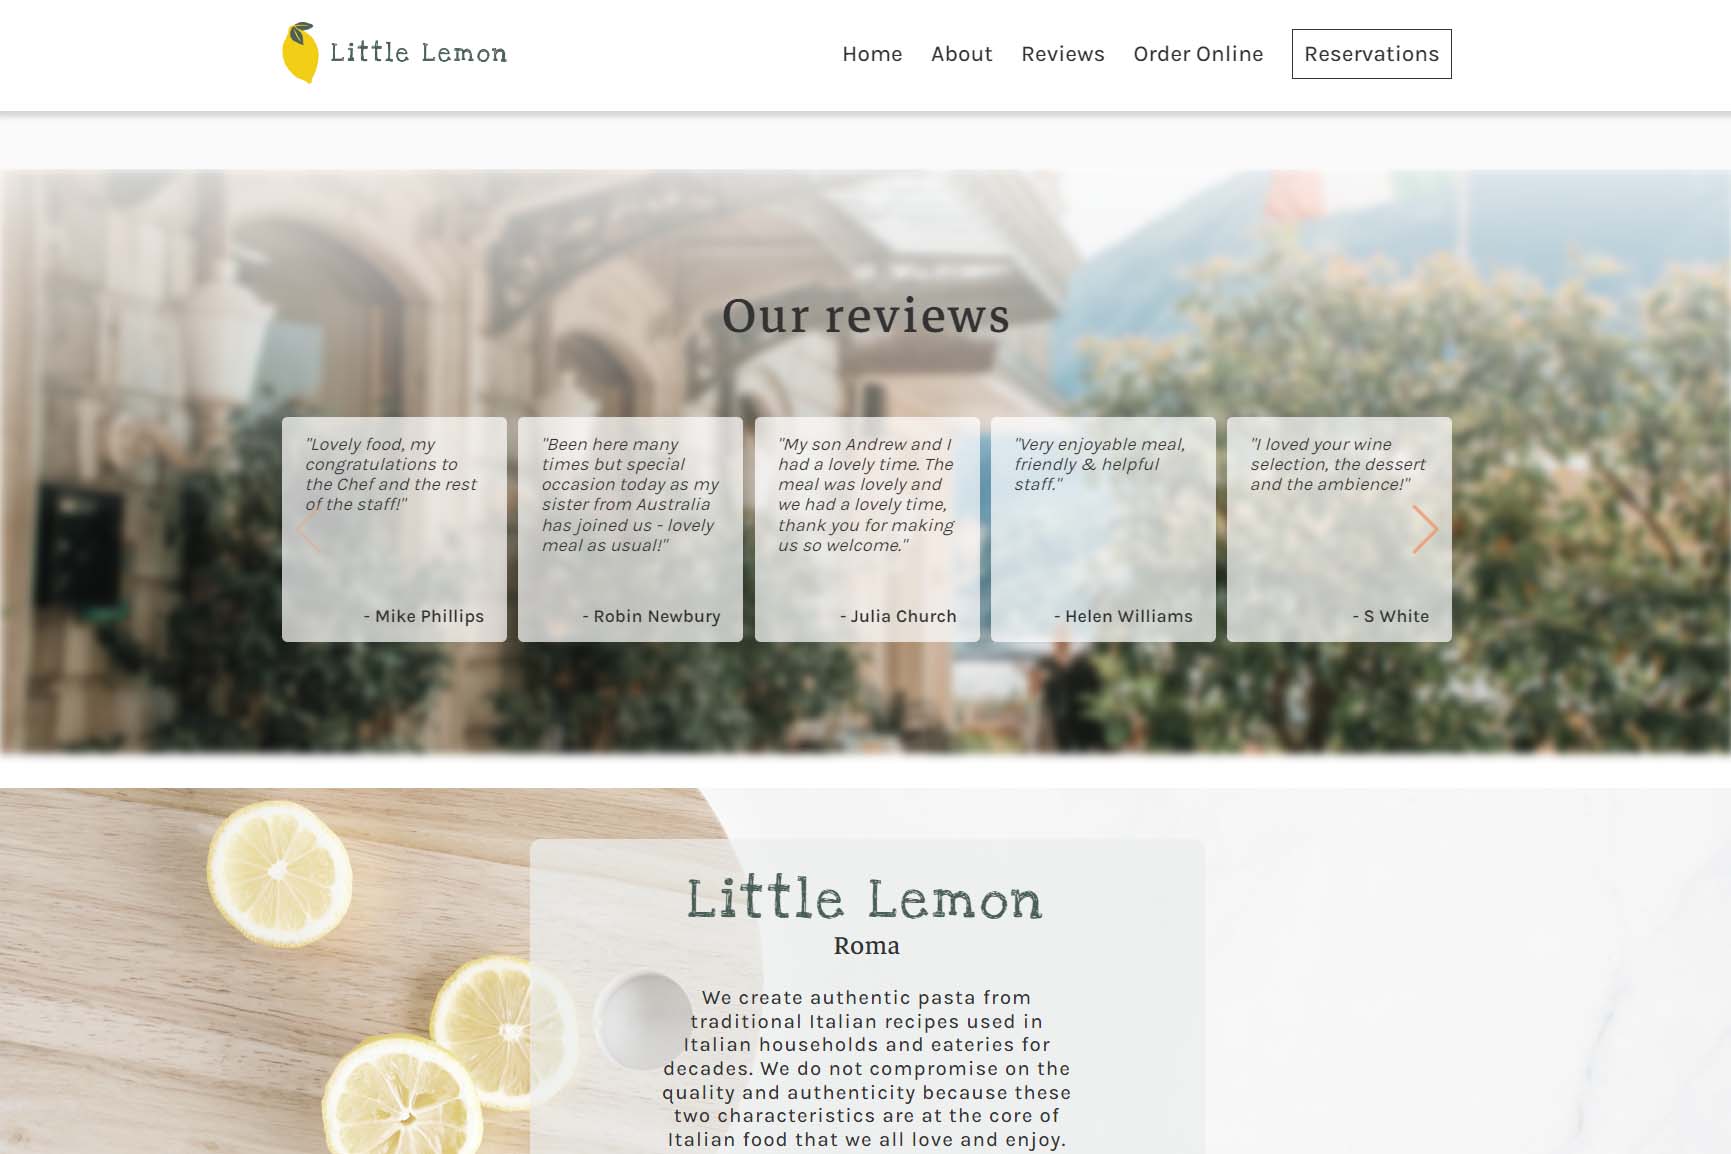 Little Lemon
Home
About
Reviews
Order Online
Reservations
Our reviews
"Lovely food, my
congratulations to
the Chef and the rest
of the staff!"
- Mike Phillips
"Been here many
times but special
occasion today as my
sister from Australia
has joined us - lovely
meal as usual!"
- Robin Newbury
"My son Andrew and I
had a lovely time. The
meal was lovely and
we had a lovely time,
thank you for making
us so welcome."
- Julia Church
"Very enjoyable meal,
friendly & helpful
staff."
- Helen Williams
"I loved your wine
selection, the dessert
and the ambience!"
- S White
Little Lemon
Roma
We create authentic pasta from
traditional Italian recipes used in
Italian households and eateries for
decades. We do not compromise on the
quality and authenticity because these
two characteristics are at the core of
Italian food that we all love and enjoy.